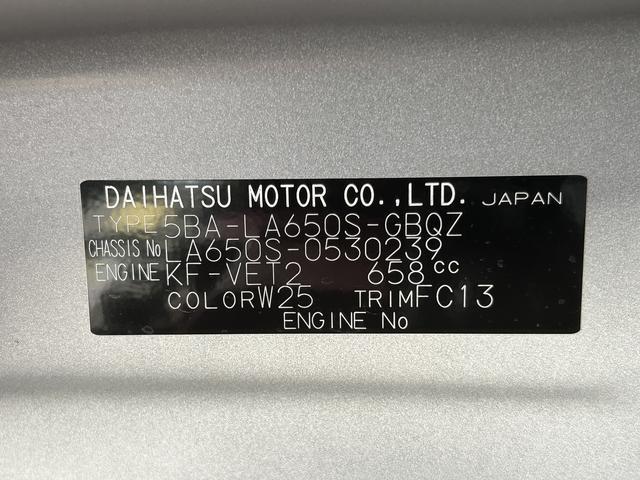 DAIHATSU MOTOR CO.,LTD. JAPAN
TYPE 5BA-LA650S-GBQZ
CHASSIS No LA650S-0530239
ENGINE KF-VET2 658cc
COLOR W25 TRIM FC13
ENGINE No